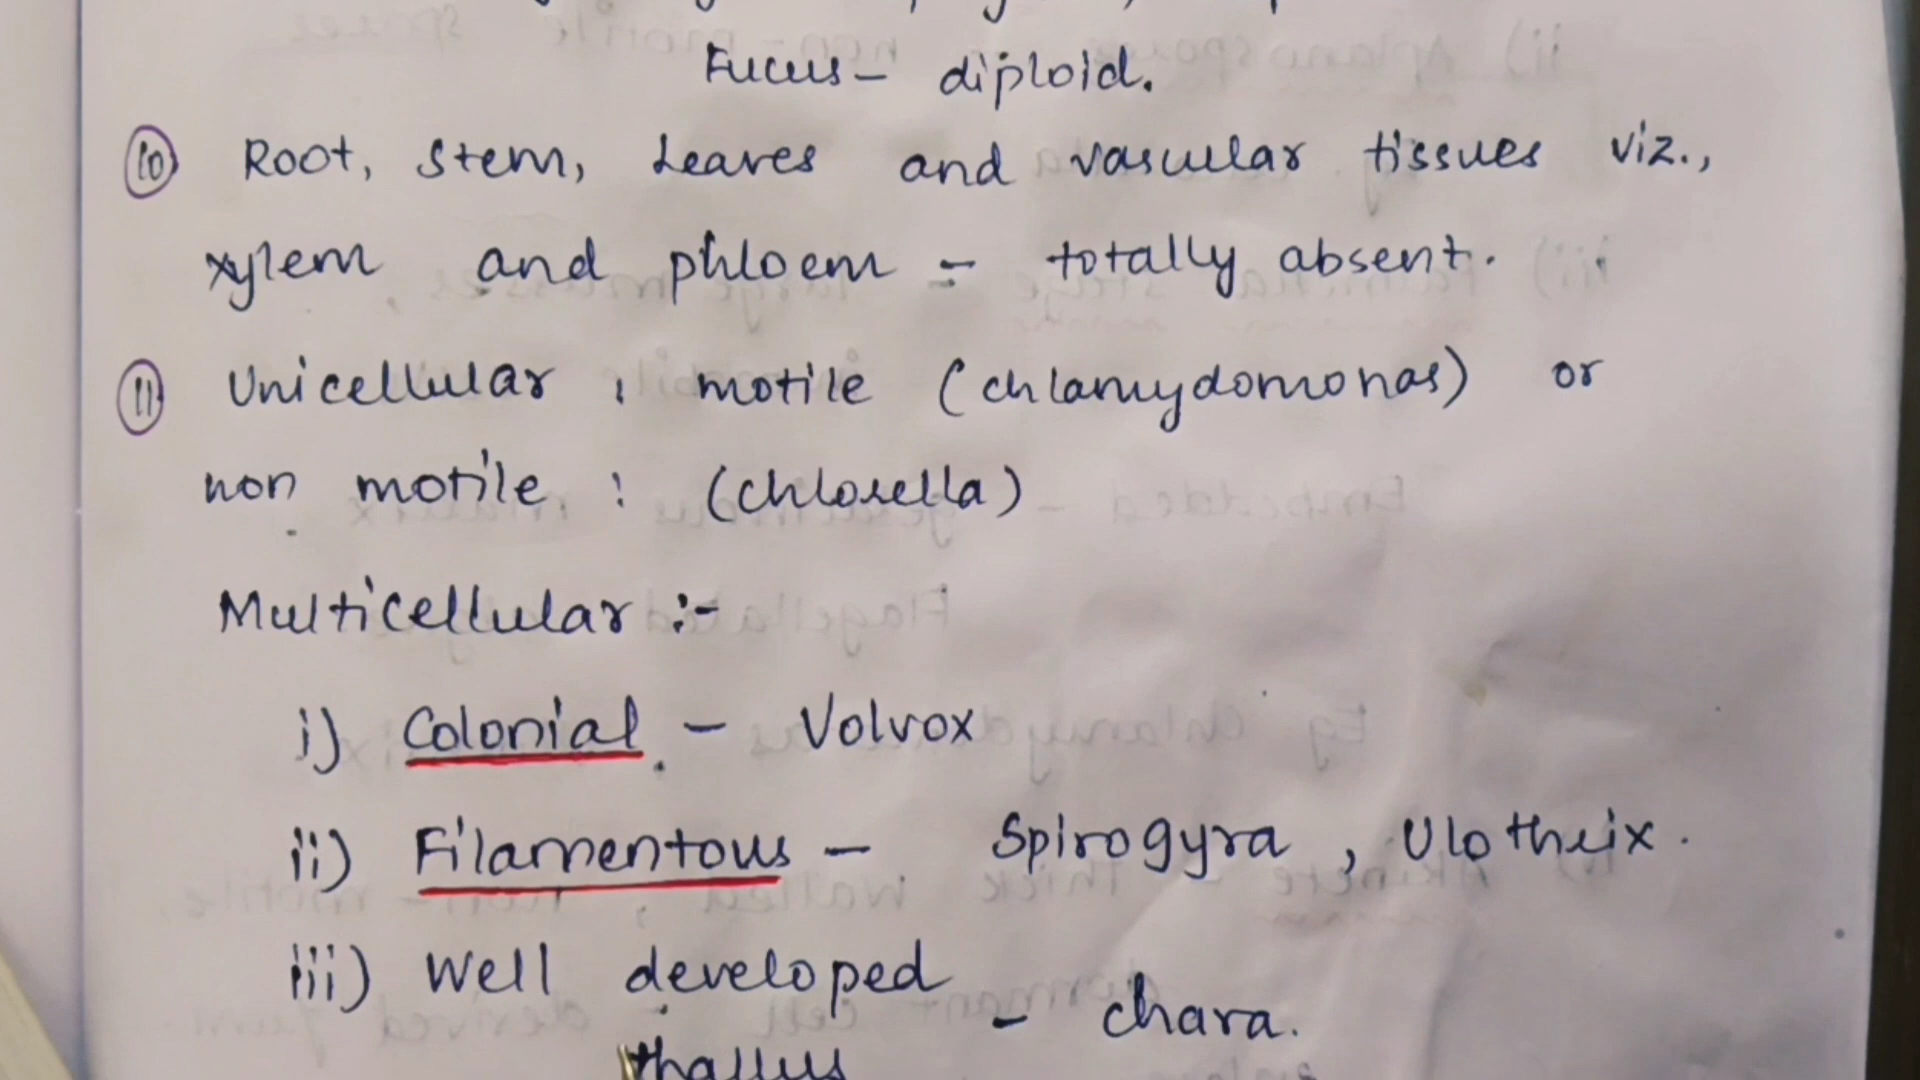 Fucus - diploid.
10 Root, Stem, Leaves and vascular tissues viz.,
xylem and phloem - totally absent.
11 Unicellular : motile (chlamydomonas) or
non motile : (chlorella)
Multicellular :-
i) Colonial - Volvox
ii) Filamentous - Spirogyra , Ulothrix.
iii) Well developed
- chara.
thallus